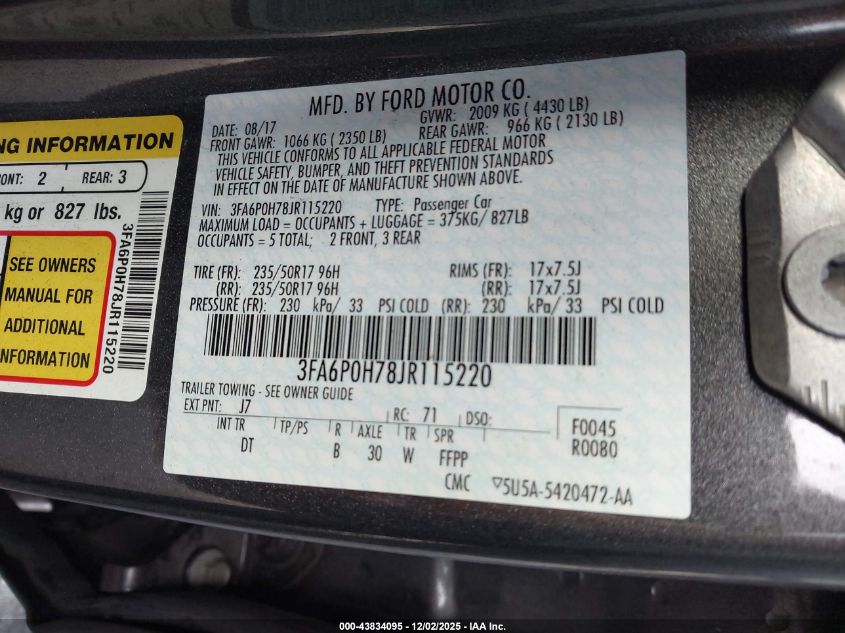 NG INFORMATION
ONT: 2 REAR: 3
kg or 827 lbs.
SEE OWNERS
MANUAL FOR
ADDITIONAL
INFORMATION
3FA6P0H78JR115220
MFD. BY FORD MOTOR CO.
DATE: 08/17 GVWR: 2009 KG ( 4430 LB)
FRONT GAWR: 1066 KG ( 2350 LB) REAR GAWR: 966 KG ( 2130 LB)
THIS VEHICLE CONFORMS TO ALL APPLICABLE FEDERAL MOTOR
VEHICLE SAFETY, BUMPER, AND THEFT PREVENTION STANDARDS
IN EFFECT ON THE DATE OF MANUFACTURE SHOWN ABOVE.
VIN: 3FA6P0H78JR115220 TYPE: Passenger Car
MAXIMUM LOAD = OCCUPANTS + LUGGAGE = 375KG/ 827LB
OCCUPANTS = 5 TOTAL; 2 FRONT, 3 REAR
TIRE (FR): 235/50R17 96H RIMS (FR): 17x7.5J
(RR): 235/50R17 96H (RR): 17x7.5J
PRESSURE (FR): 230 kPa/ 33 PSI COLD (RR): 230 kPa/ 33 PSI COLD
3FA6P0H78JR115220
TRAILER TOWING - SEE OWNER GUIDE
EXT PNT: J7 RC: 71 DSO:
INT TR TP/PS R AXLE TR SPR F0045
DT B 30 W FFPP R0080
CMC ▽5U5A-5420472-AA
000-43834095 - 12/02/2025 - IAA Inc.